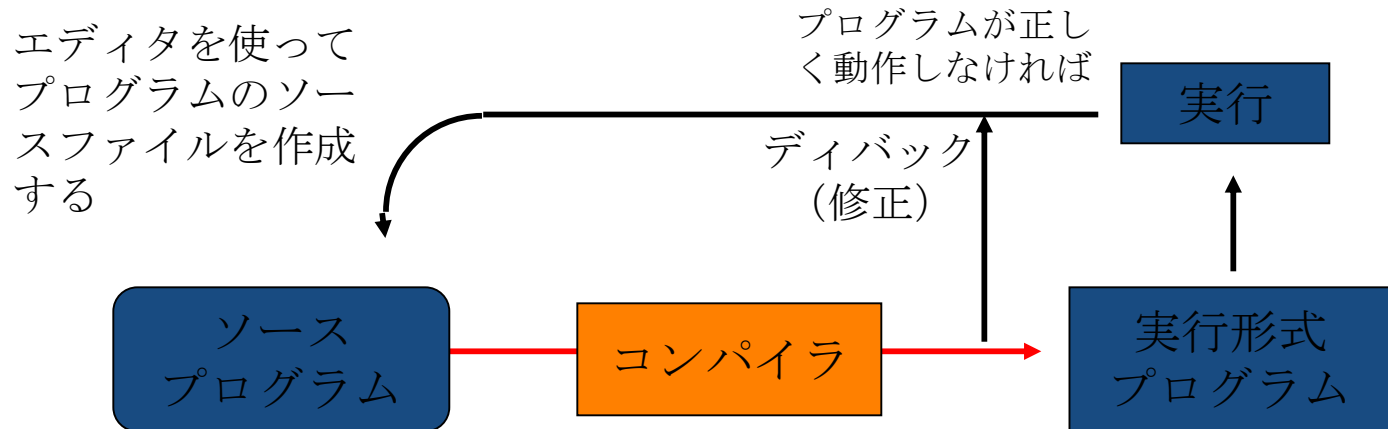 エディタを使って
プログラムのソー
スファイルを作成
する
プログラムが正し
く動作しなければ
実行
ディバック
（修正）
ソース
プログラム
コンパイラ
実行形式
プログラム